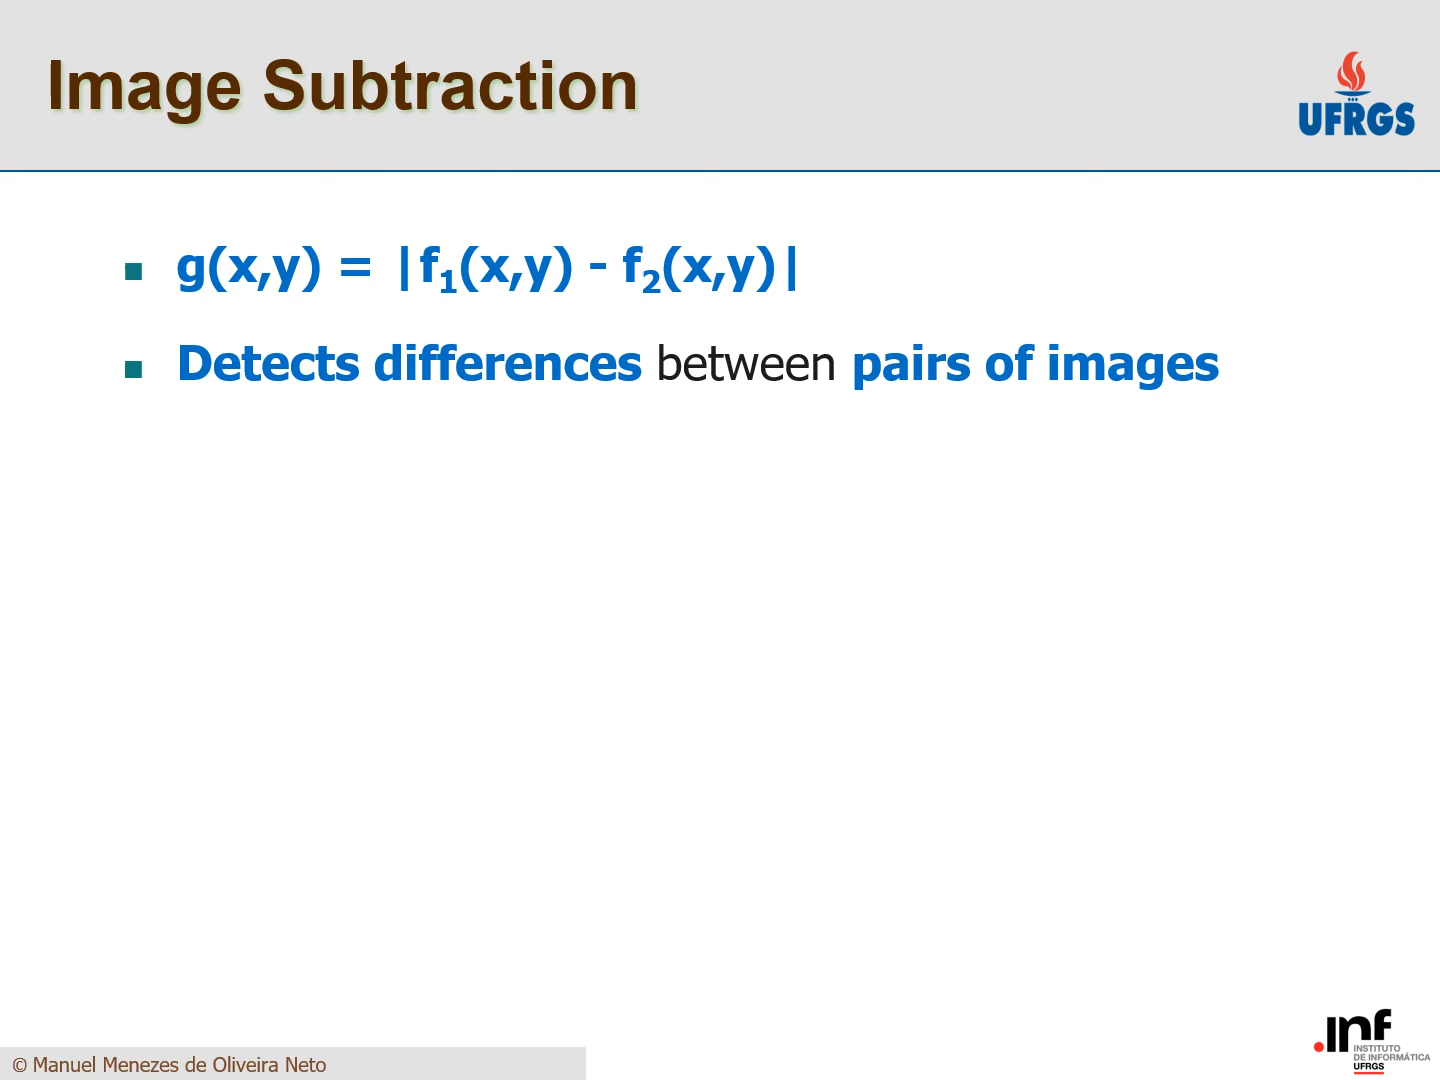 Image Subtraction
UFRGS
g(x,y) = |f₁(x,y) - f₂(x,y)|
Detects differences between pairs of images
.inf
INSTITUTO
DE INFORMÁTICA
UFRGS
© Manuel Menezes de Oliveira Neto